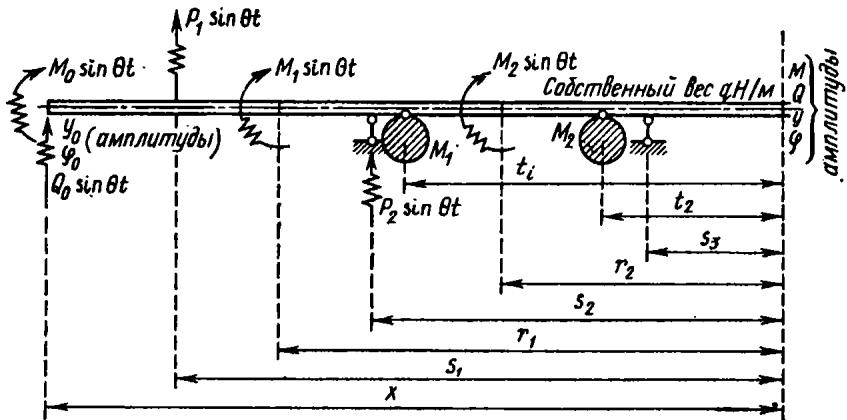 P₁ sin θt
M₀ sin θt
M₁ sin θt
M₂ sin θt
Собственный вес qН/м
M
Q
y
φ
амплитуды
y₀ (амплитуды)
φ₀
Q₀ sin θt
M₁
M₂
P₂ sin θt
tᵢ
t₂
s₃
r₂
s₂
r₁
s₁
x